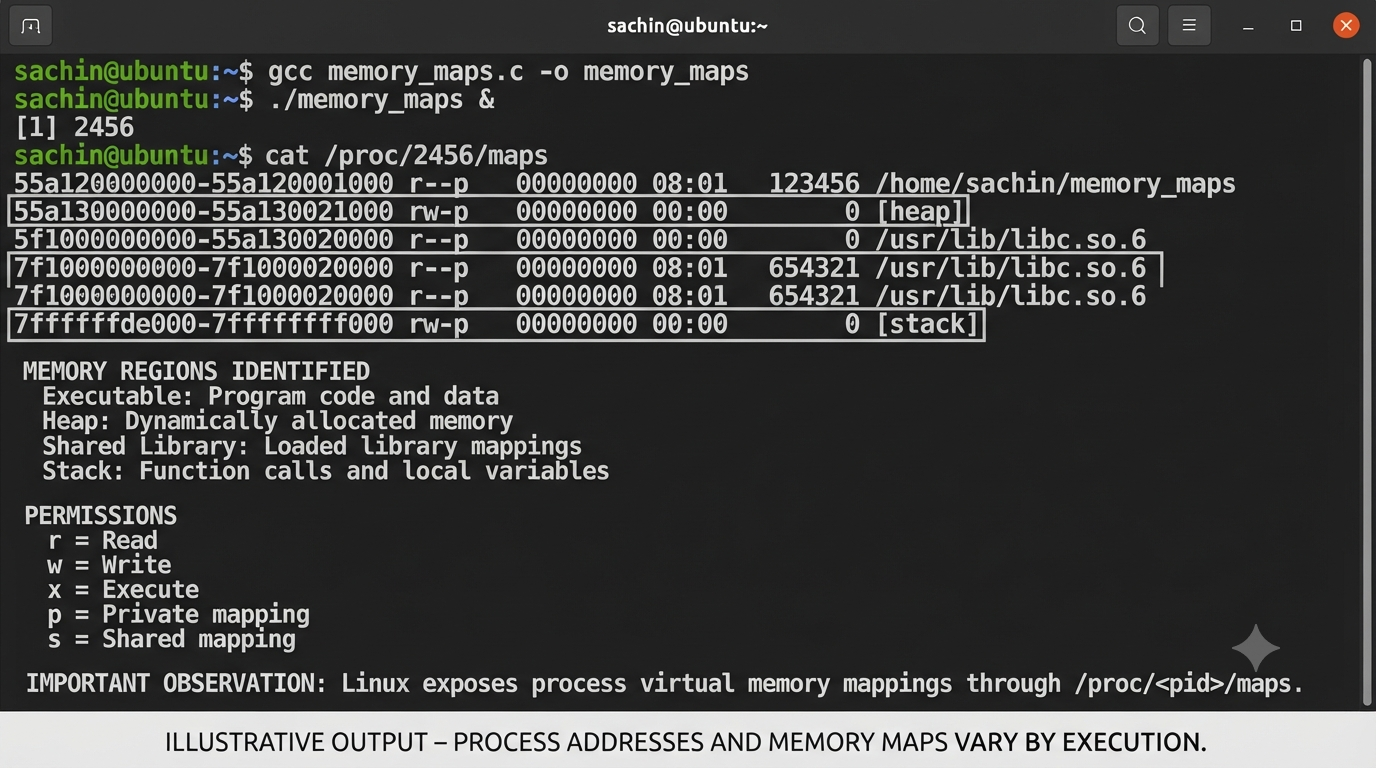 sachin@ubuntu:~
sachin@ubuntu:~$ gcc memory_maps.c -o memory_maps
sachin@ubuntu:~$ ./memory_maps &
[1] 2456
sachin@ubuntu:~$ cat /proc/2456/maps
55a120000000-55a120001000 r--p 00000000 08:01 123456 /home/sachin/memory_maps
55a130000000-55a130021000 rw-p 00000000 00:00 0 [heap]
5f1000000000-55a130020000 r--p 00000000 00:00 0 /usr/lib/libc.so.6
7f1000000000-7f1000020000 r--p 00000000 08:01 654321 /usr/lib/libc.so.6
7f1000000000-7f1000020000 r--p 00000000 08:01 654321 /usr/lib/libc.so.6
7ffffffde000-7ffffffff000 rw-p 00000000 00:00 0 [stack]
MEMORY REGIONS IDENTIFIED
Executable: Program code and data
Heap: Dynamically allocated memory
Shared Library: Loaded library mappings
Stack: Function calls and local variables
PERMISSIONS
r = Read
w = Write
x = Execute
p = Private mapping
s = Shared mapping
IMPORTANT OBSERVATION: Linux exposes process virtual memory mappings through /proc/<pid>/maps.
ILLUSTRATIVE OUTPUT – PROCESS ADDRESSES AND MEMORY MAPS VARY BY EXECUTION.